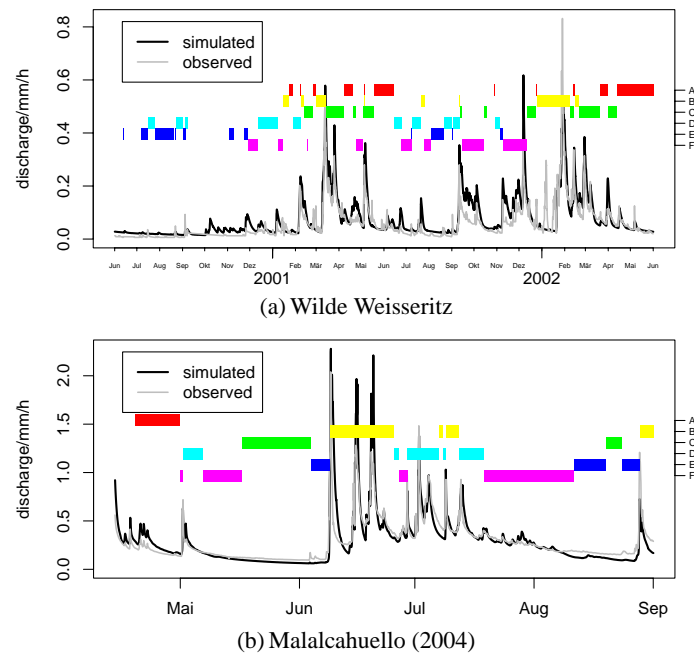 discharge/mm/h
0.8
0.6
0.4
0.2
0.0
simulated
observed
A
B
C
D
E
F
Jun Jul Aug Sep Okt Nov Dez Feb Mär Apr Mai Jun Jul Aug Sep Okt Nov Dez Feb Mär Apr Mai Jun
2001 2002
(a) Wilde Weisseritz
discharge/mm/h
2.0
1.5
1.0
0.5
0.0
simulated
observed
A
B
C
D
E
F
Mai Jun Jul Aug Sep
(b) Malalcahuello (2004)